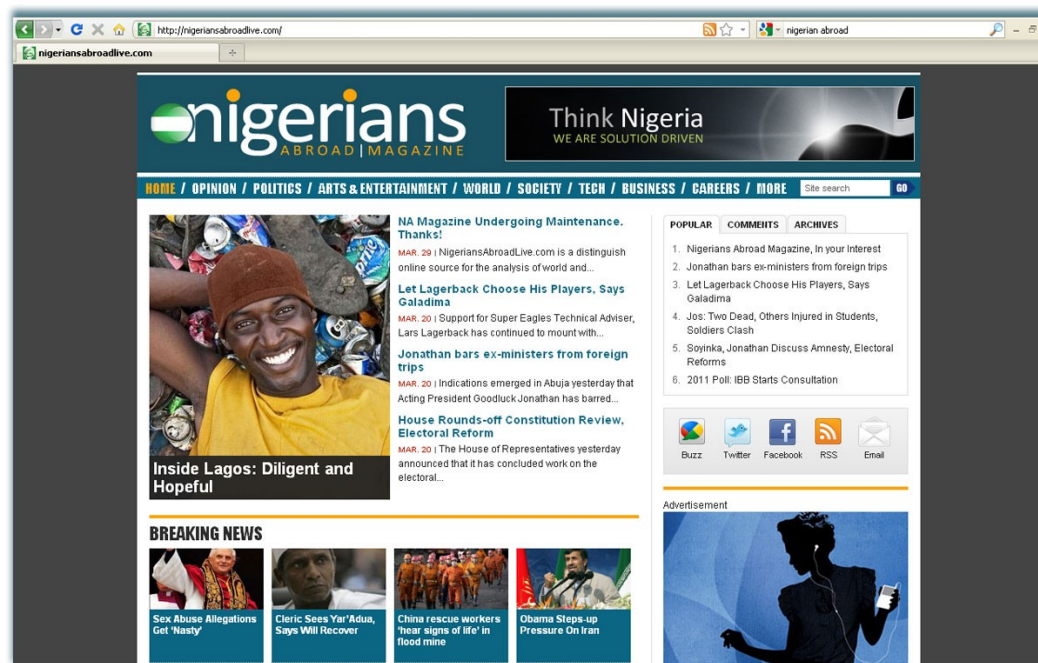 http://nigeriansabroadlive.com/
nigerian abroad
nigeriansabroadlive.com
nigerians
ABROAD | MAGAZINE
Think Nigeria
WE ARE SOLUTION DRIVEN
HOME / OPINION / POLITICS / ARTS & ENTERTAINMENT / WORLD / SOCIETY / TECH / BUSINESS / CAREERS / MORE
Site search
GO
Sprite
Inside Lagos: Diligent and
Hopeful
NA Magazine Undergoing Maintenance.
Thanks!
MAR. 29 | NigeriansAbroadLive.com is a distinguish
online source for the analysis of world and...
Let Lagerback Choose His Players, Says
Galadima
MAR. 20 | Support for Super Eagles Technical Adviser,
Lars Lagerback has continued to mount with...
Jonathan bars ex-ministers from foreign
trips
MAR. 20 | Indications emerged in Abuja yesterday that
Acting President Goodluck Jonathan has barred...
House Rounds-off Constitution Review,
Electoral Reform
MAR. 20 | The House of Representatives yesterday
announced that it has concluded work on the
electoral...
POPULAR COMMENTS ARCHIVES
1. Nigerians Abroad Magazine, In your Interest
2. Jonathan bars ex-ministers from foreign trips
3. Let Lagerback Choose His Players, Says
Galadima
4. Jos: Two Dead, Others Injured in Students,
Soldiers Clash
5. Soyinka, Jonathan Discuss Amnesty, Electoral
Reforms
6. 2011 Poll: IBB Starts Consultation
Buzz Twitter Facebook RSS Email
Advertisement
BREAKING NEWS
Sex Abuse Allegations
Get 'Nasty'
Cleric Sees Yar'Adua,
Says Will Recover
China rescue workers
'hear signs of life' in
flood mine
Obama Steps-up
Pressure On Iran